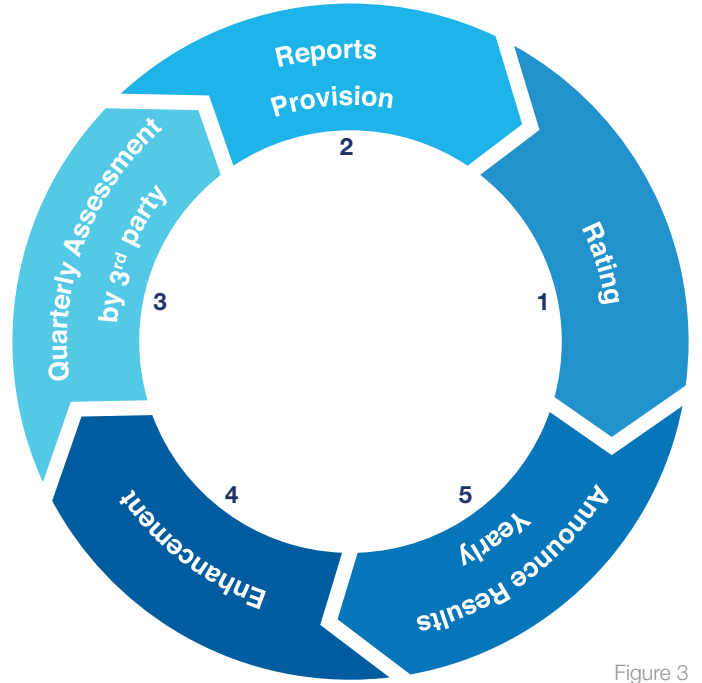 Reports
Provision
2
Rating
1
Quarterly Assessment
by 3rd party
3
Enhancement
4
Announce Results
Yearly
5
Figure 3